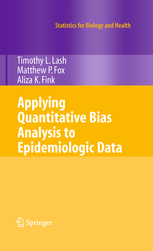 Statistics for Biology and Health
Timothy L. Lash
Matthew P. Fox
Aliza K. Fink
Applying
Quantitative Bias
Analysis to
Epidemiologic Data
Springer